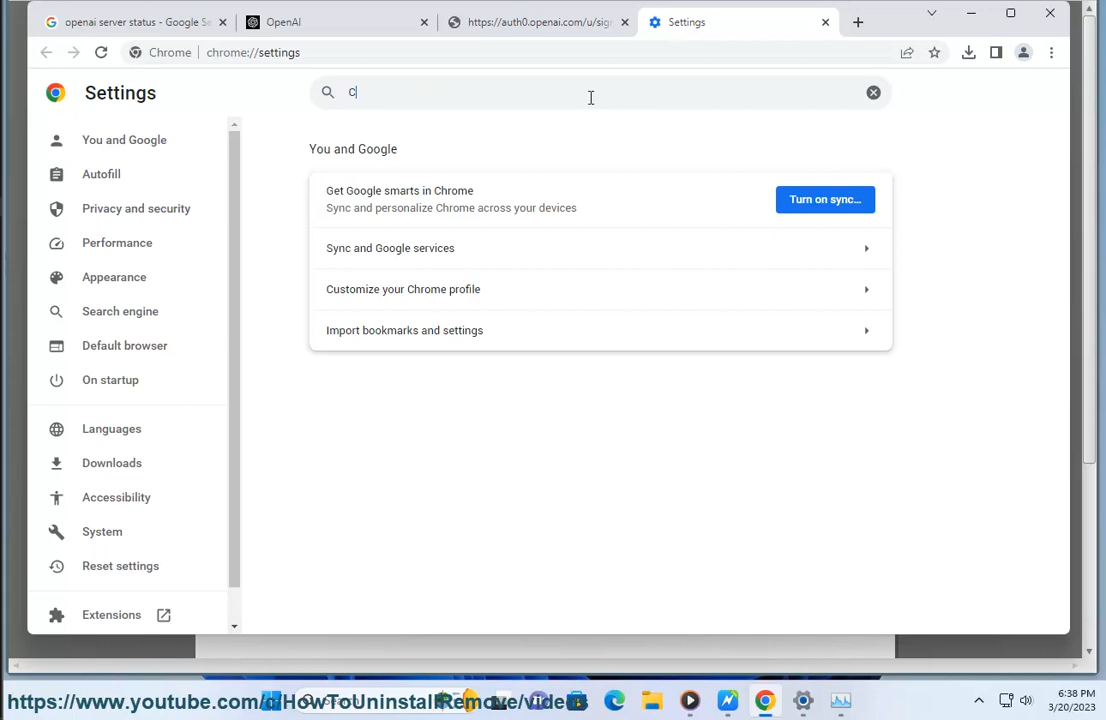 openai server status - Google Se
OpenAI
https://auth0.openai.com/u/sig
Settings
Chrome
chrome://settings
Settings
C
You and Google
Autofill
Privacy and security
Performance
Appearance
Search engine
Default browser
On startup
Languages
Downloads
Accessibility
System
Reset settings
Extensions
You and Google
Get Google smarts in Chrome
Sync and personalize Chrome across your devices
Turn on sync...
Sync and Google services
Customize your Chrome profile
Import bookmarks and settings
https://www.youtube.com/c/HowToUninstallRemove/videos
6:38 PM
3/20/2023